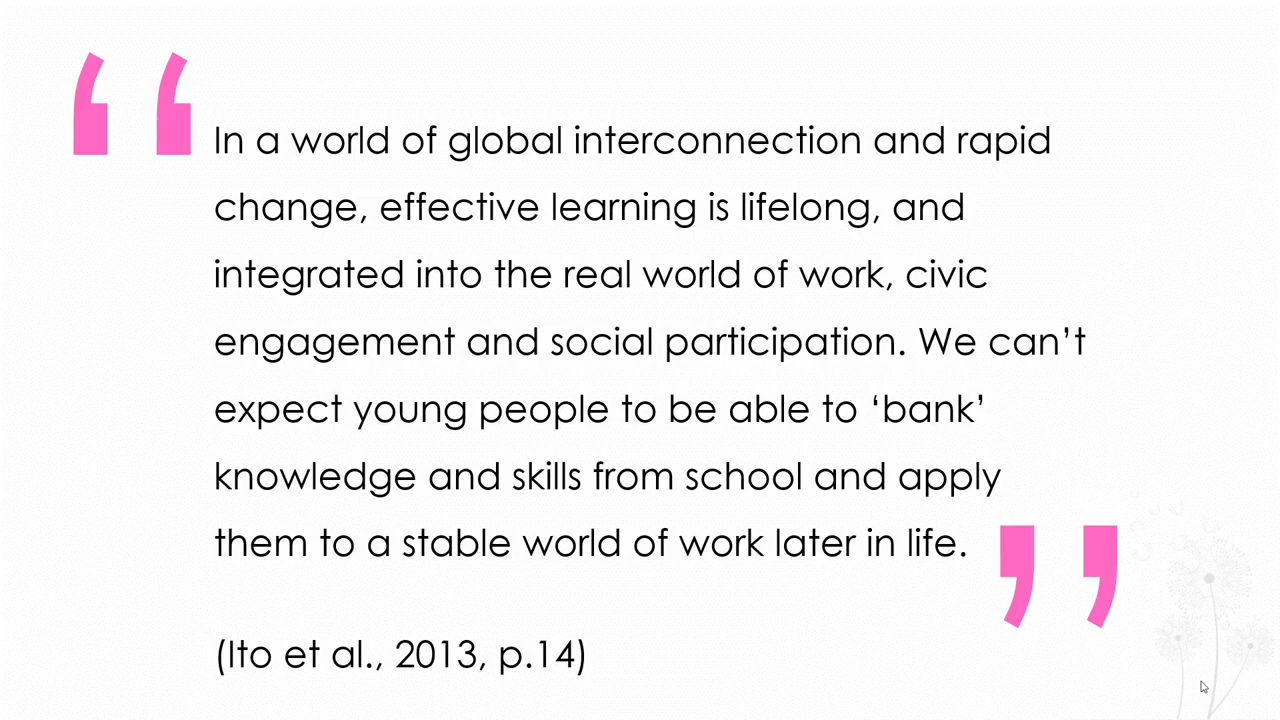 “In a world of global interconnection and rapid
change, effective learning is lifelong, and
integrated into the real world of work, civic
engagement and social participation. We can’t
expect young people to be able to ‘bank’
knowledge and skills from school and apply
them to a stable world of work later in life.”
(Ito et al., 2013, p.14)